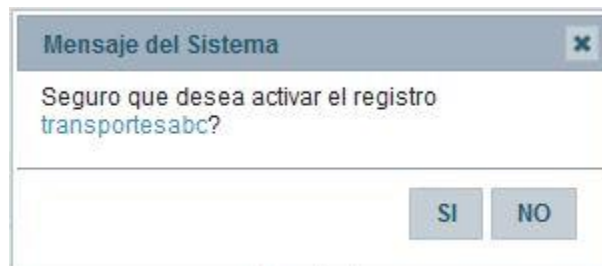 Mensaje del Sistema
Seguro que desea activar el registro
transportesabc?
SI NO